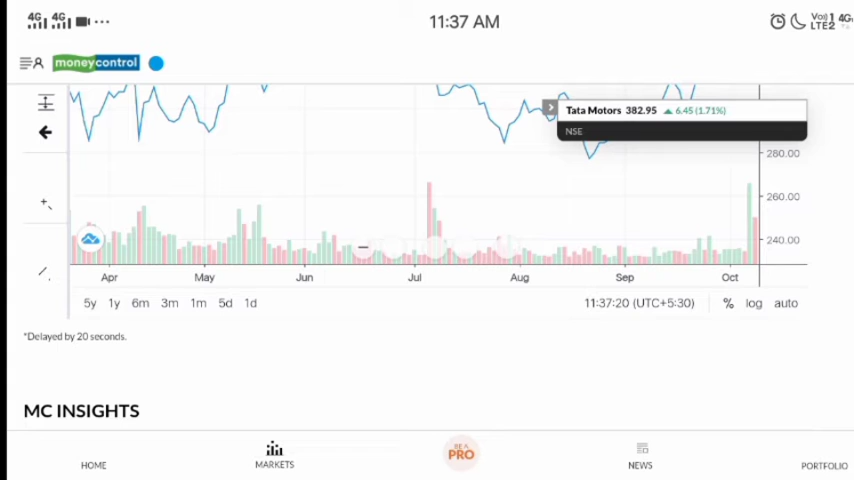 4G 4G
11:37 AM
Vo)) 1 4G
LTE2
moneycontrol
Tata Motors 382.95 ▲ 6.45 (1.71%)
NSE
280.00
260.00
240.00
Apr May Jun Jul Aug Sep Oct
5y 1y 6m 3m 1m 5d 1d 11:37:20 (UTC+5:30) % log auto
*Delayed by 20 seconds.
MC INSIGHTS
BE A
PRO
HOME MARKETS NEWS PORTFOLIO